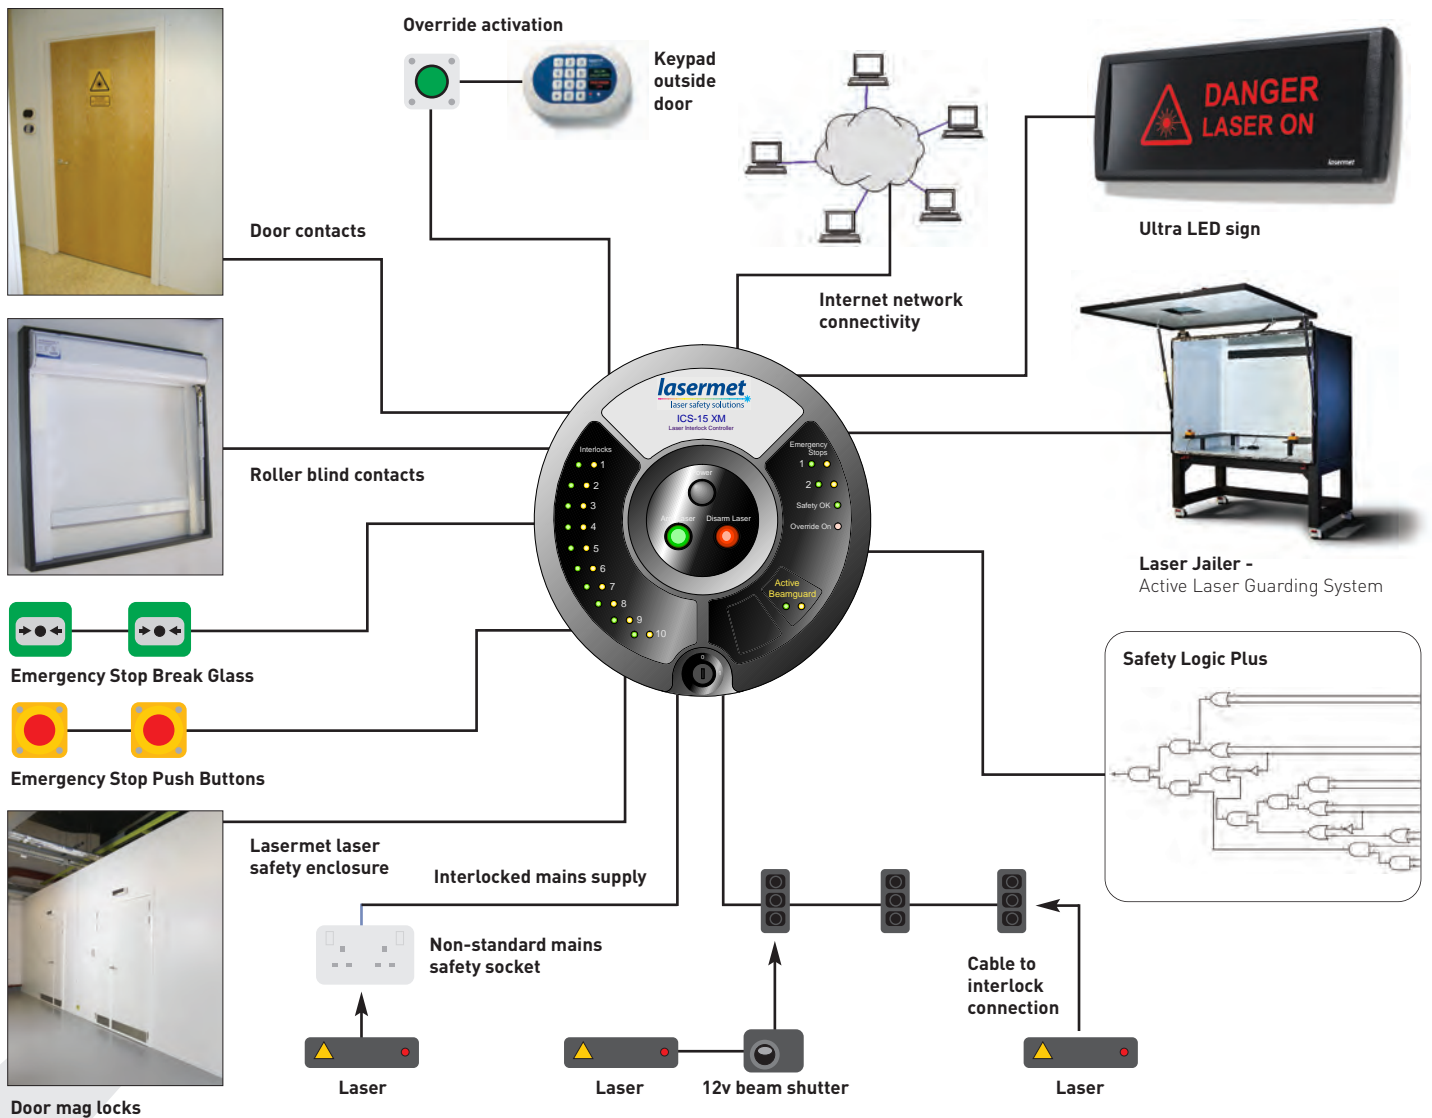 Override activation
Keypad
outside
door
DANGER
LASER ON
lasermet
Ultra LED sign
Door contacts
Internet network
connectivity
Roller blind contacts
lasermet
laser safety solutions
ICS-15 XM
Laser Interlock Controller
Interlocks
1
2
3
4
5
6
7
8
9
10
Emergency
Stops
1
2
Safety OK
Override On
Disarm Laser
Active
Beamguard
0
Laser Jailer -
Active Laser Guarding System
Emergency Stop Break Glass
Emergency Stop Push Buttons
Safety Logic Plus
Lasermet laser
safety enclosure
Interlocked mains supply
Non-standard mains
safety socket
Cable to
interlock
connection
Laser
Laser
12v beam shutter
Laser
Door mag locks